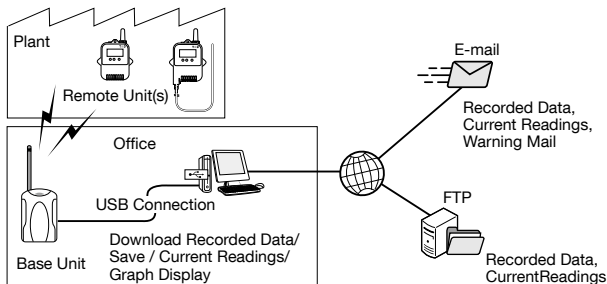 Plant
Remote Unit(s)
Office
USB Connection
Base Unit
Download Recorded Data/
Save / Current Readings/
Graph Display
E-mail
Recorded Data,
Current Readings,
Warning Mail
FTP
Recorded Data,
CurrentReadings